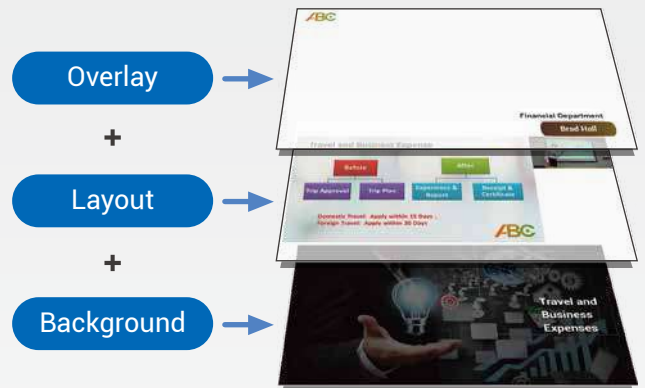 ABC
Overlay
Financial Department
Brad Hall
+
Travel and Business Expense
Before
After
Trip Approval
Trip Plan
Experience &
Report
Receipt &
Certificate
Layout
Domestic Travel: Apply within 15 Days ,
Foreign Travel: Apply within 30 Days
ABC
+
Background
Travel and
Business
Expenses